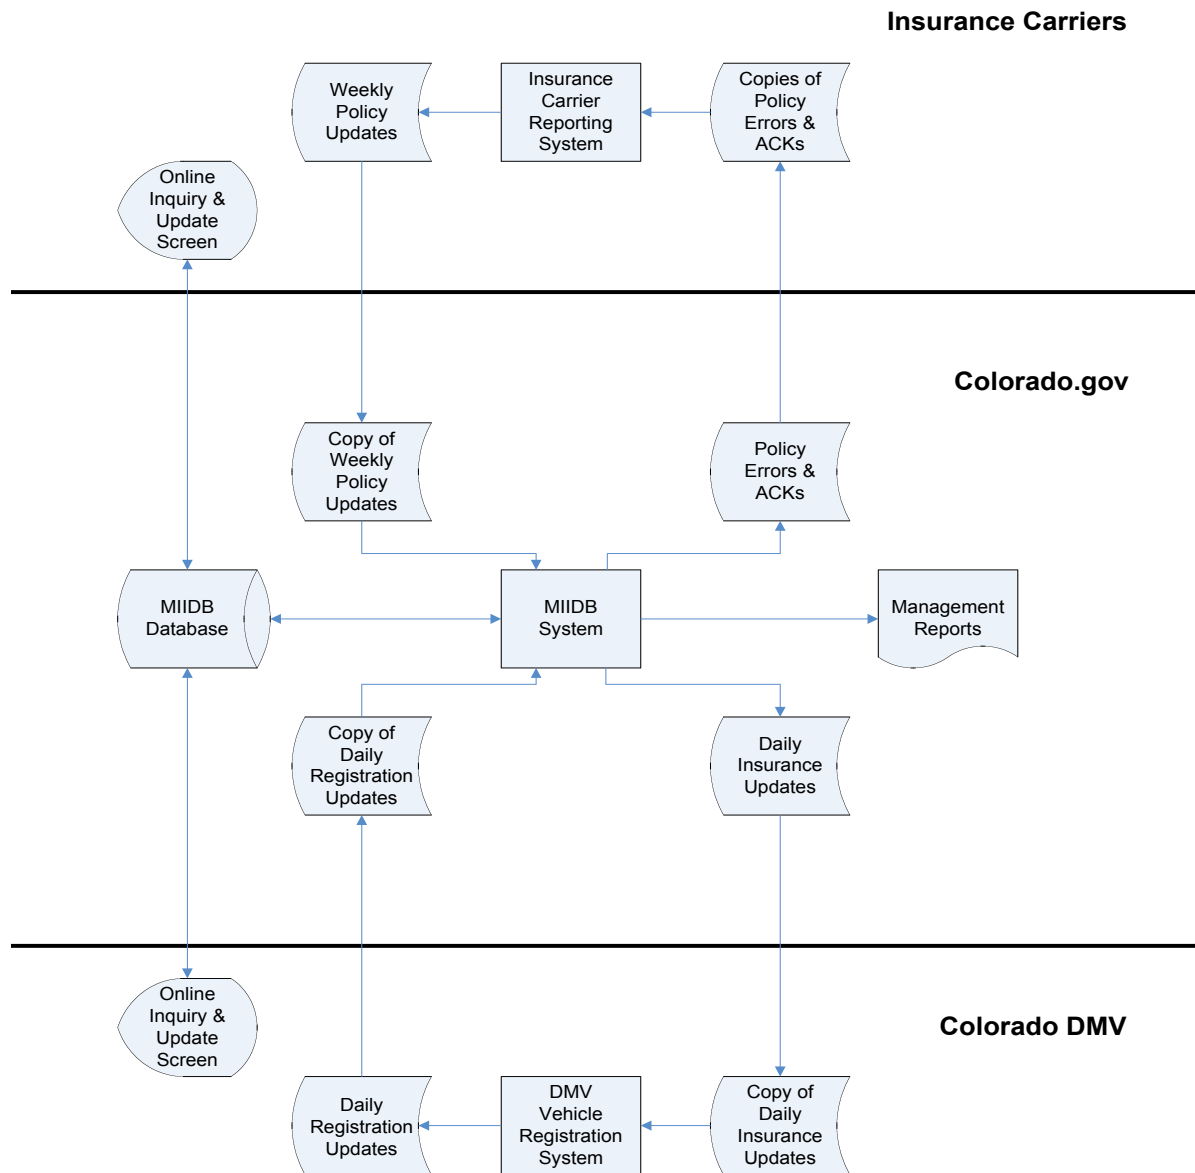 Insurance Carriers
Weekly
Policy
Updates
Insurance
Carrier
Reporting
System
Copies of
Policy
Errors &
ACKs
Online
Inquiry &
Update
Screen
Colorado.gov
Copy of
Weekly
Policy
Updates
Policy
Errors &
ACKs
MIIDB
Database
MIIDB
System
Management
Reports
Copy of
Daily
Registration
Updates
Daily
Insurance
Updates
Online
Inquiry &
Update
Screen
Colorado DMV
Daily
Registration
Updates
DMV
Vehicle
Registration
System
Copy of
Daily
Insurance
Updates